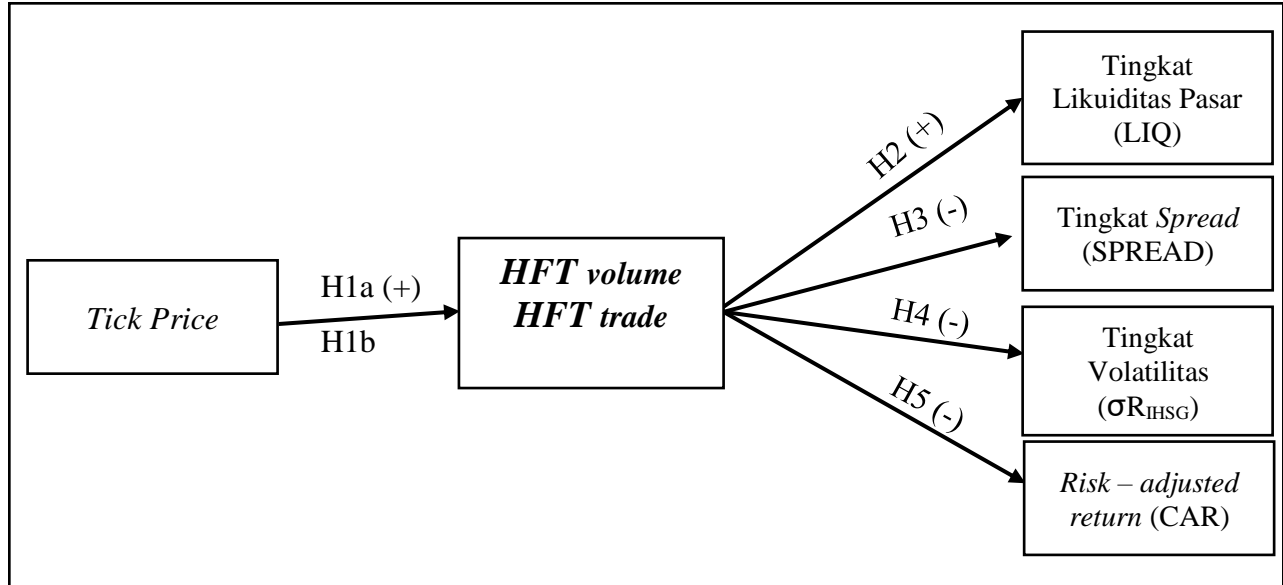 Tick Price
H1a (+)
H1b
HFT volume
HFT trade
H2 (+)
H3 (-)
H4 (-)
H5 (-)
Tingkat
Likuiditas Pasar
(LIQ)
Tingkat Spread
(SPREAD)
Tingkat
Volatilitas
(σR_IHSG)
Risk – adjusted
return (CAR)